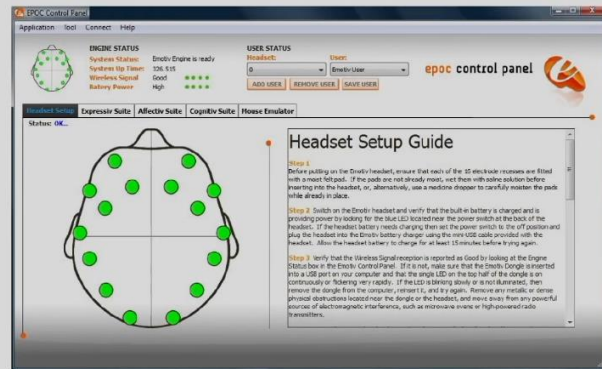 EPOC Control Panel
Application Tool Connect Help
ENGINE STATUS
System Status: Emotiv Engine is ready
System Up Time: 326.515
Wireless Signal Good
Battery Power High
USER STATUS
Headset: User:
0 Emotiv User
ADD USER REMOVE USER SAVE USER
epoc control panel
Headset Setup Expressiv Suite Affectiv Suite Cognitiv Suite Mouse Emulator
Status: OK...
Headset Setup Guide
Step 1
Before putting on the Emotiv headset, ensure that each of the 16 electrode recesses are fitted
with a moist felt pad. If the pads are not already moist, wet them with saline solution before
inserting into the headset, or, alternatively, use a medicine dropper to carefully moisten the pads
while already in place.
Step 2 Switch on the Emotiv headset and verify that the built-in battery is charged and is
providing power by looking for the blue LED located near the power switch at the back of the
headset. If the headset battery needs charging then set the power switch to the off position and
plug the headset into the Emotiv battery charger using the mini-USB cable provided with the
headset. Allow the headset battery to charge for at least 15 minutes before trying again.
Step 3 Verify that the Wireless Signal reception is reported as Good by looking at the Engine
Status box in the Emotiv Control Panel. If it is not, make sure that the Emotiv Dongle is inserted
into a USB port on your computer and that the single LED on the top half of the dongle is on
continuously or flickering very rapidly. If the LED is blinking slowly or is not illuminated, then
remove the dongle from the computer, reinsert it, and try again. Remove any metallic or dense
physical obstructions located near the dongle or the headset, and move away from any powerful
sources of electromagnetic interference, such as microwave ovens or high-powered radio
transmitters.